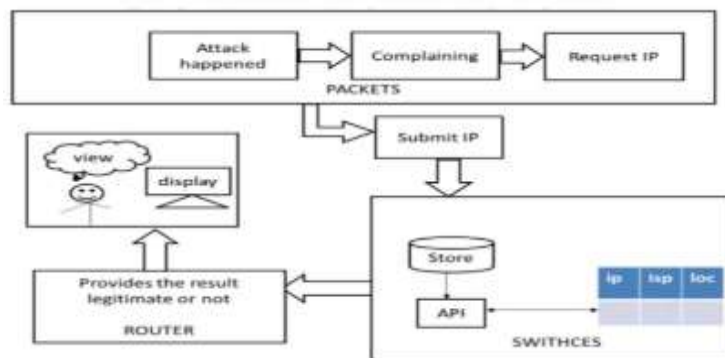 Attack
happened
Complaining
Request IP
PACKETS
Submit IP
view
display
Store
ip isp loc
API
SWITHCES
Provides the result
legitimate or not
ROUTER